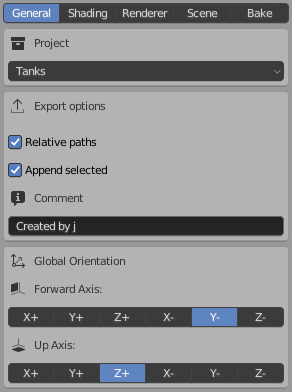 General Shading Renderer Scene Bake
Project
Tanks
Export options
Relative paths
Append selected
Comment
Created by j
Global Orientation
Forward Axis:
X+ Y+ Z+ X- Y- Z-
Up Axis:
X+ Y+ Z+ X- Y- Z-